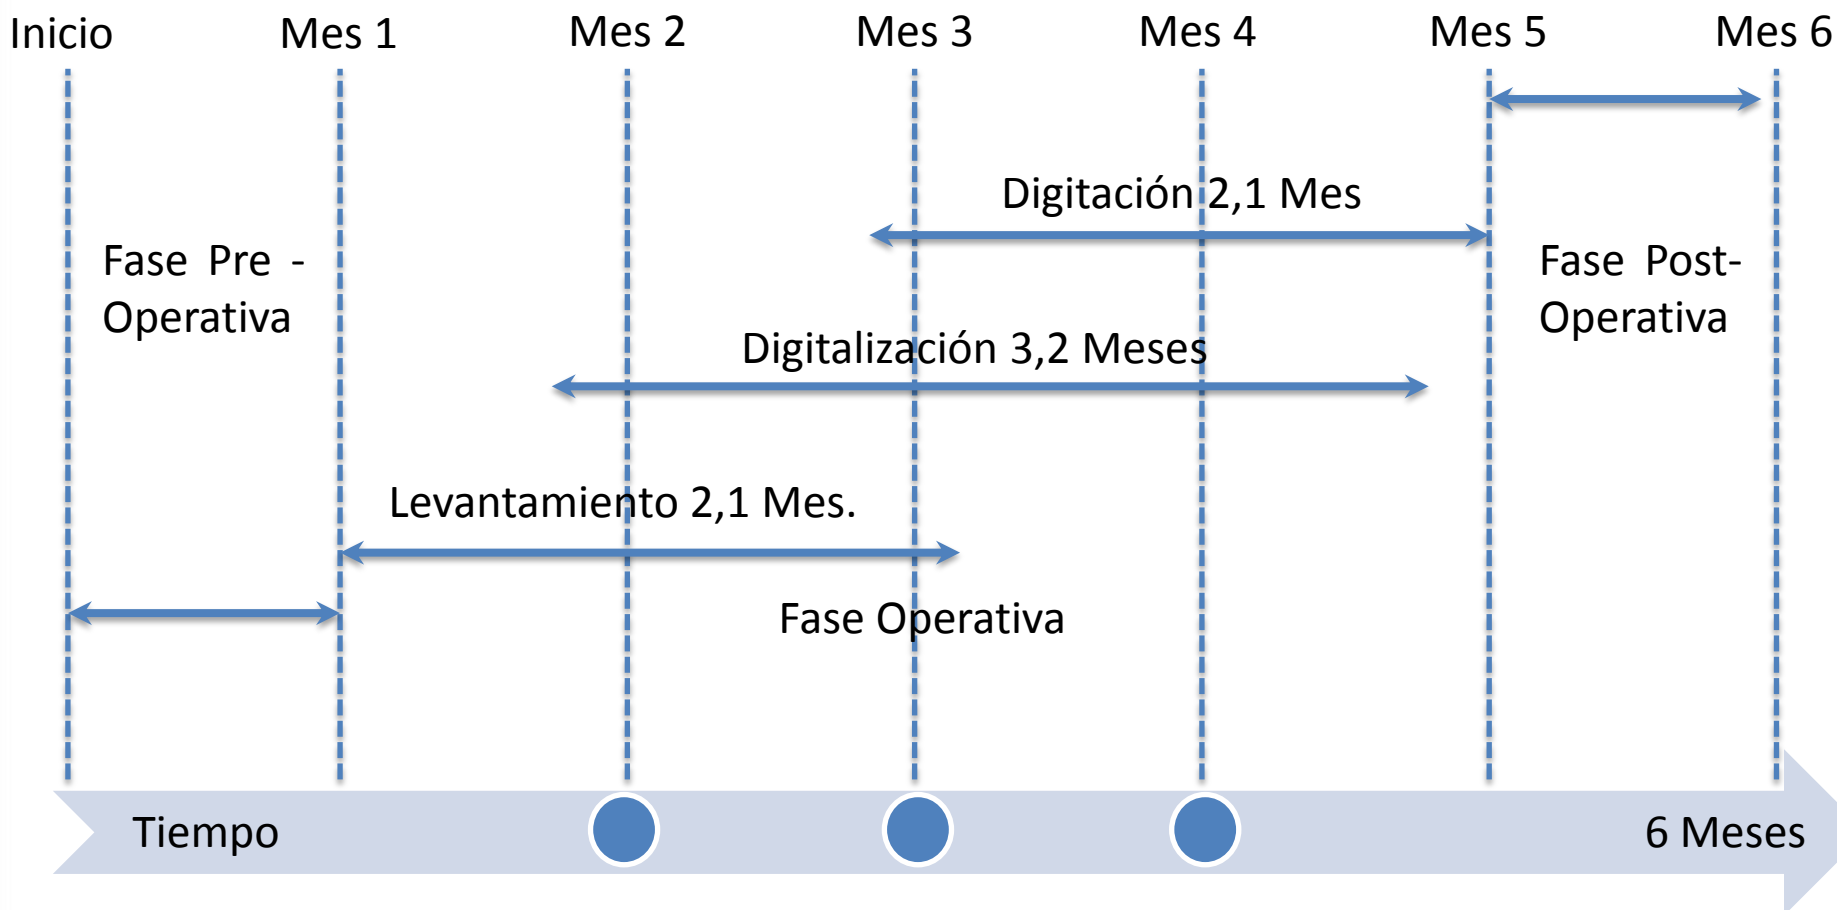 Inicio
Mes 1
Mes 2
Mes 3
Mes 4
Mes 5
Mes 6
Digitación 2,1 Mes
Fase Pre -
Operativa
Fase Post-
Operativa
Digitalización 3,2 Meses
Levantamiento 2,1 Mes.
Fase Operativa
Tiempo
6 Meses